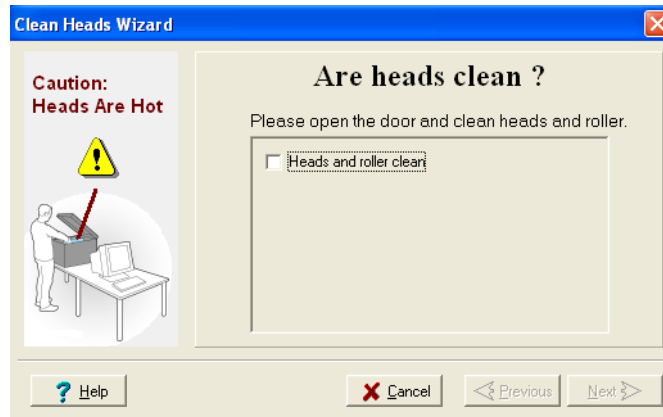 Clean Heads Wizard
Caution:
Heads Are Hot
Are heads clean ?
Please open the door and clean heads and roller.
Heads and roller clean
Help
Cancel
Previous
Next